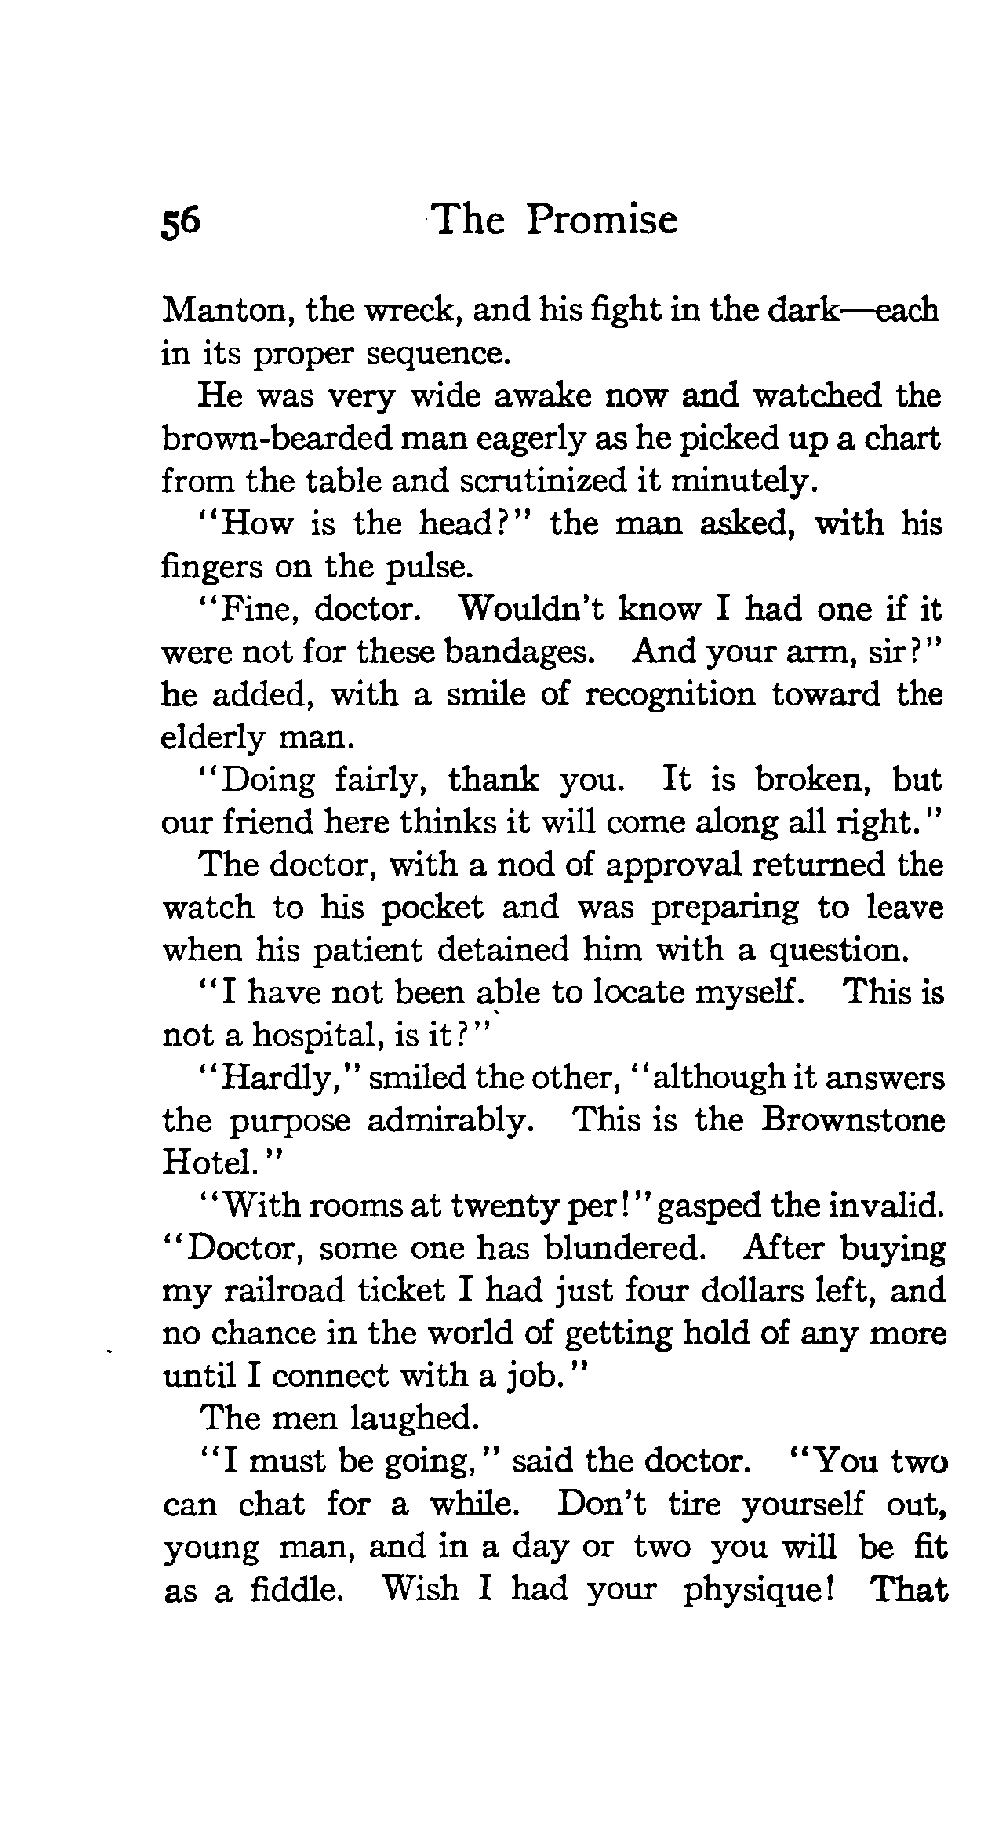 56 The Promise
Manton, the wreck, and his fight in the dark—each
in its proper sequence.
He was very wide awake now and watched the
brown-bearded man eagerly as he picked up a chart
from the table and scrutinized it minutely.
"How is the head?" the man asked, with his
fingers on the pulse.
"Fine, doctor. Wouldn't know I had one if it
were not for these bandages. And your arm, sir?"
he added, with a smile of recognition toward the
elderly man.
"Doing fairly, thank you. It is broken, but
our friend here thinks it will come along all right."
The doctor, with a nod of approval returned the
watch to his pocket and was preparing to leave
when his patient detained him with a question.
"I have not been able to locate myself. This is
not a hospital, is it?"
"Hardly," smiled the other, "although it answers
the purpose admirably. This is the Brownstone
Hotel."
"With rooms at twenty per!" gasped the invalid.
"Doctor, some one has blundered. After buying
my railroad ticket I had just four dollars left, and
no chance in the world of getting hold of any more
until I connect with a job."
The men laughed.
"I must be going," said the doctor. "You two
can chat for a while. Don't tire yourself out,
young man, and in a day or two you will be fit
as a fiddle. Wish I had your physique! That